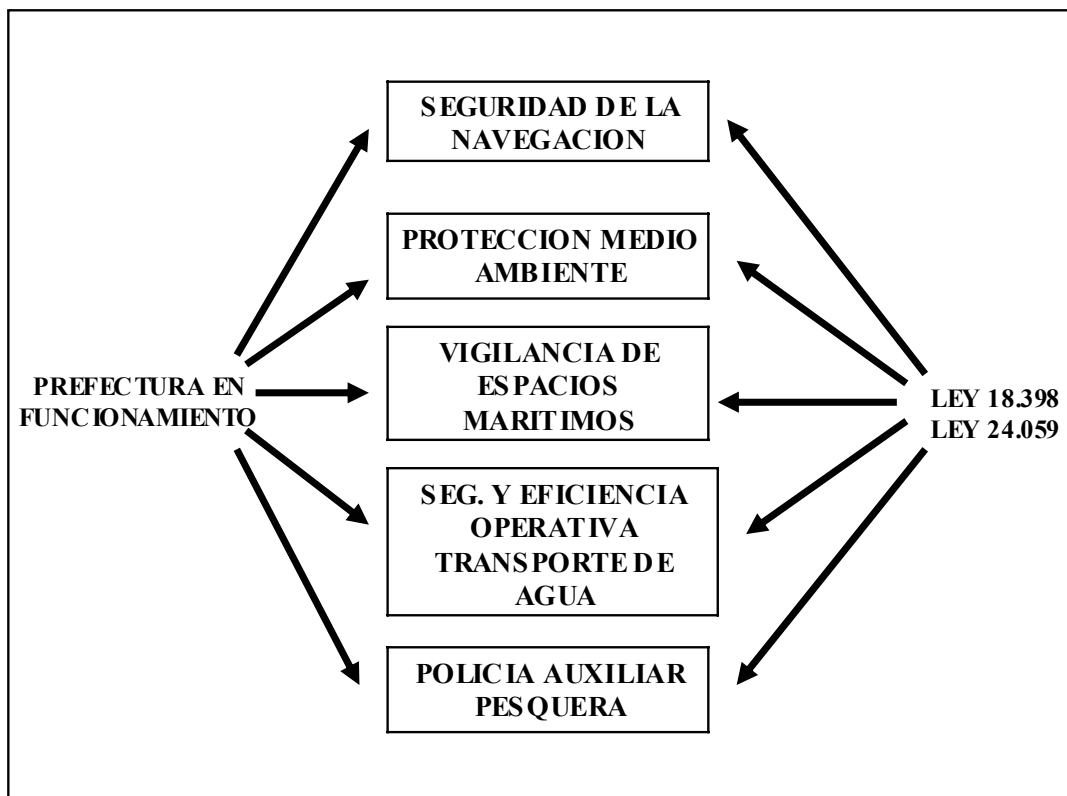 SEGURIDAD DE LA
NAVEGACION
PROTECCION MEDIO
AMBIENTE
VIGILANCIA DE
ESPACIOS
MARITIMOS
PREFECTURA EN
FUNCIONAMIENTO
LEY 18.398
LEY 24.059
SEG. Y EFICIENCIA
OPERATIVA
TRANSPORTE DE
AGUA
POLICIA AUXILIAR
PESQUERA